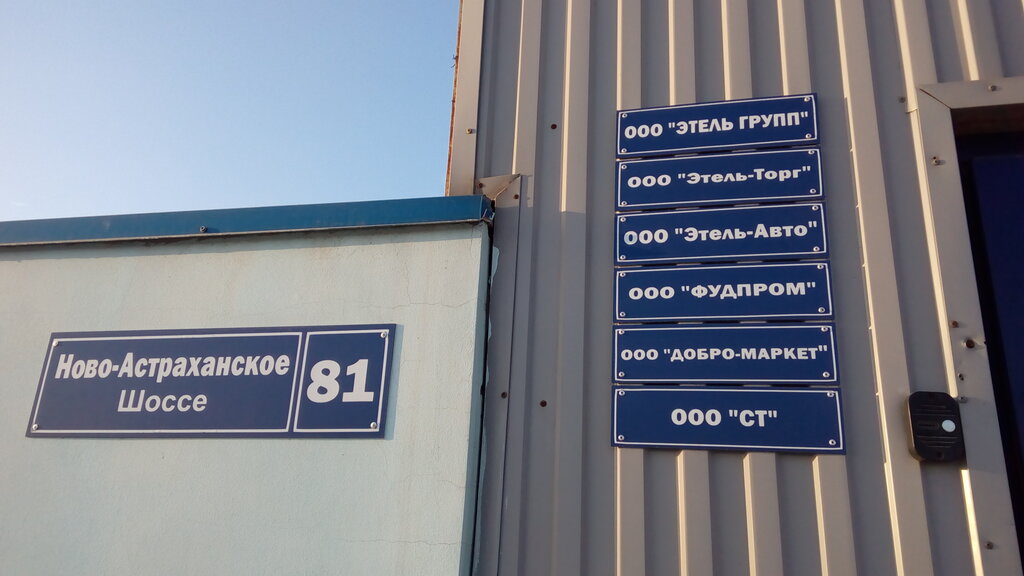 Ново-Астраханское
Шоссе
81
ООО "ЭТЕЛЬ ГРУПП"
ООО "Этель-Торг"
ООО "Этель-Авто"
ООО "ФУДПРОМ"
ООО "ДОБРО-МАРКЕТ"
ООО "СТ"